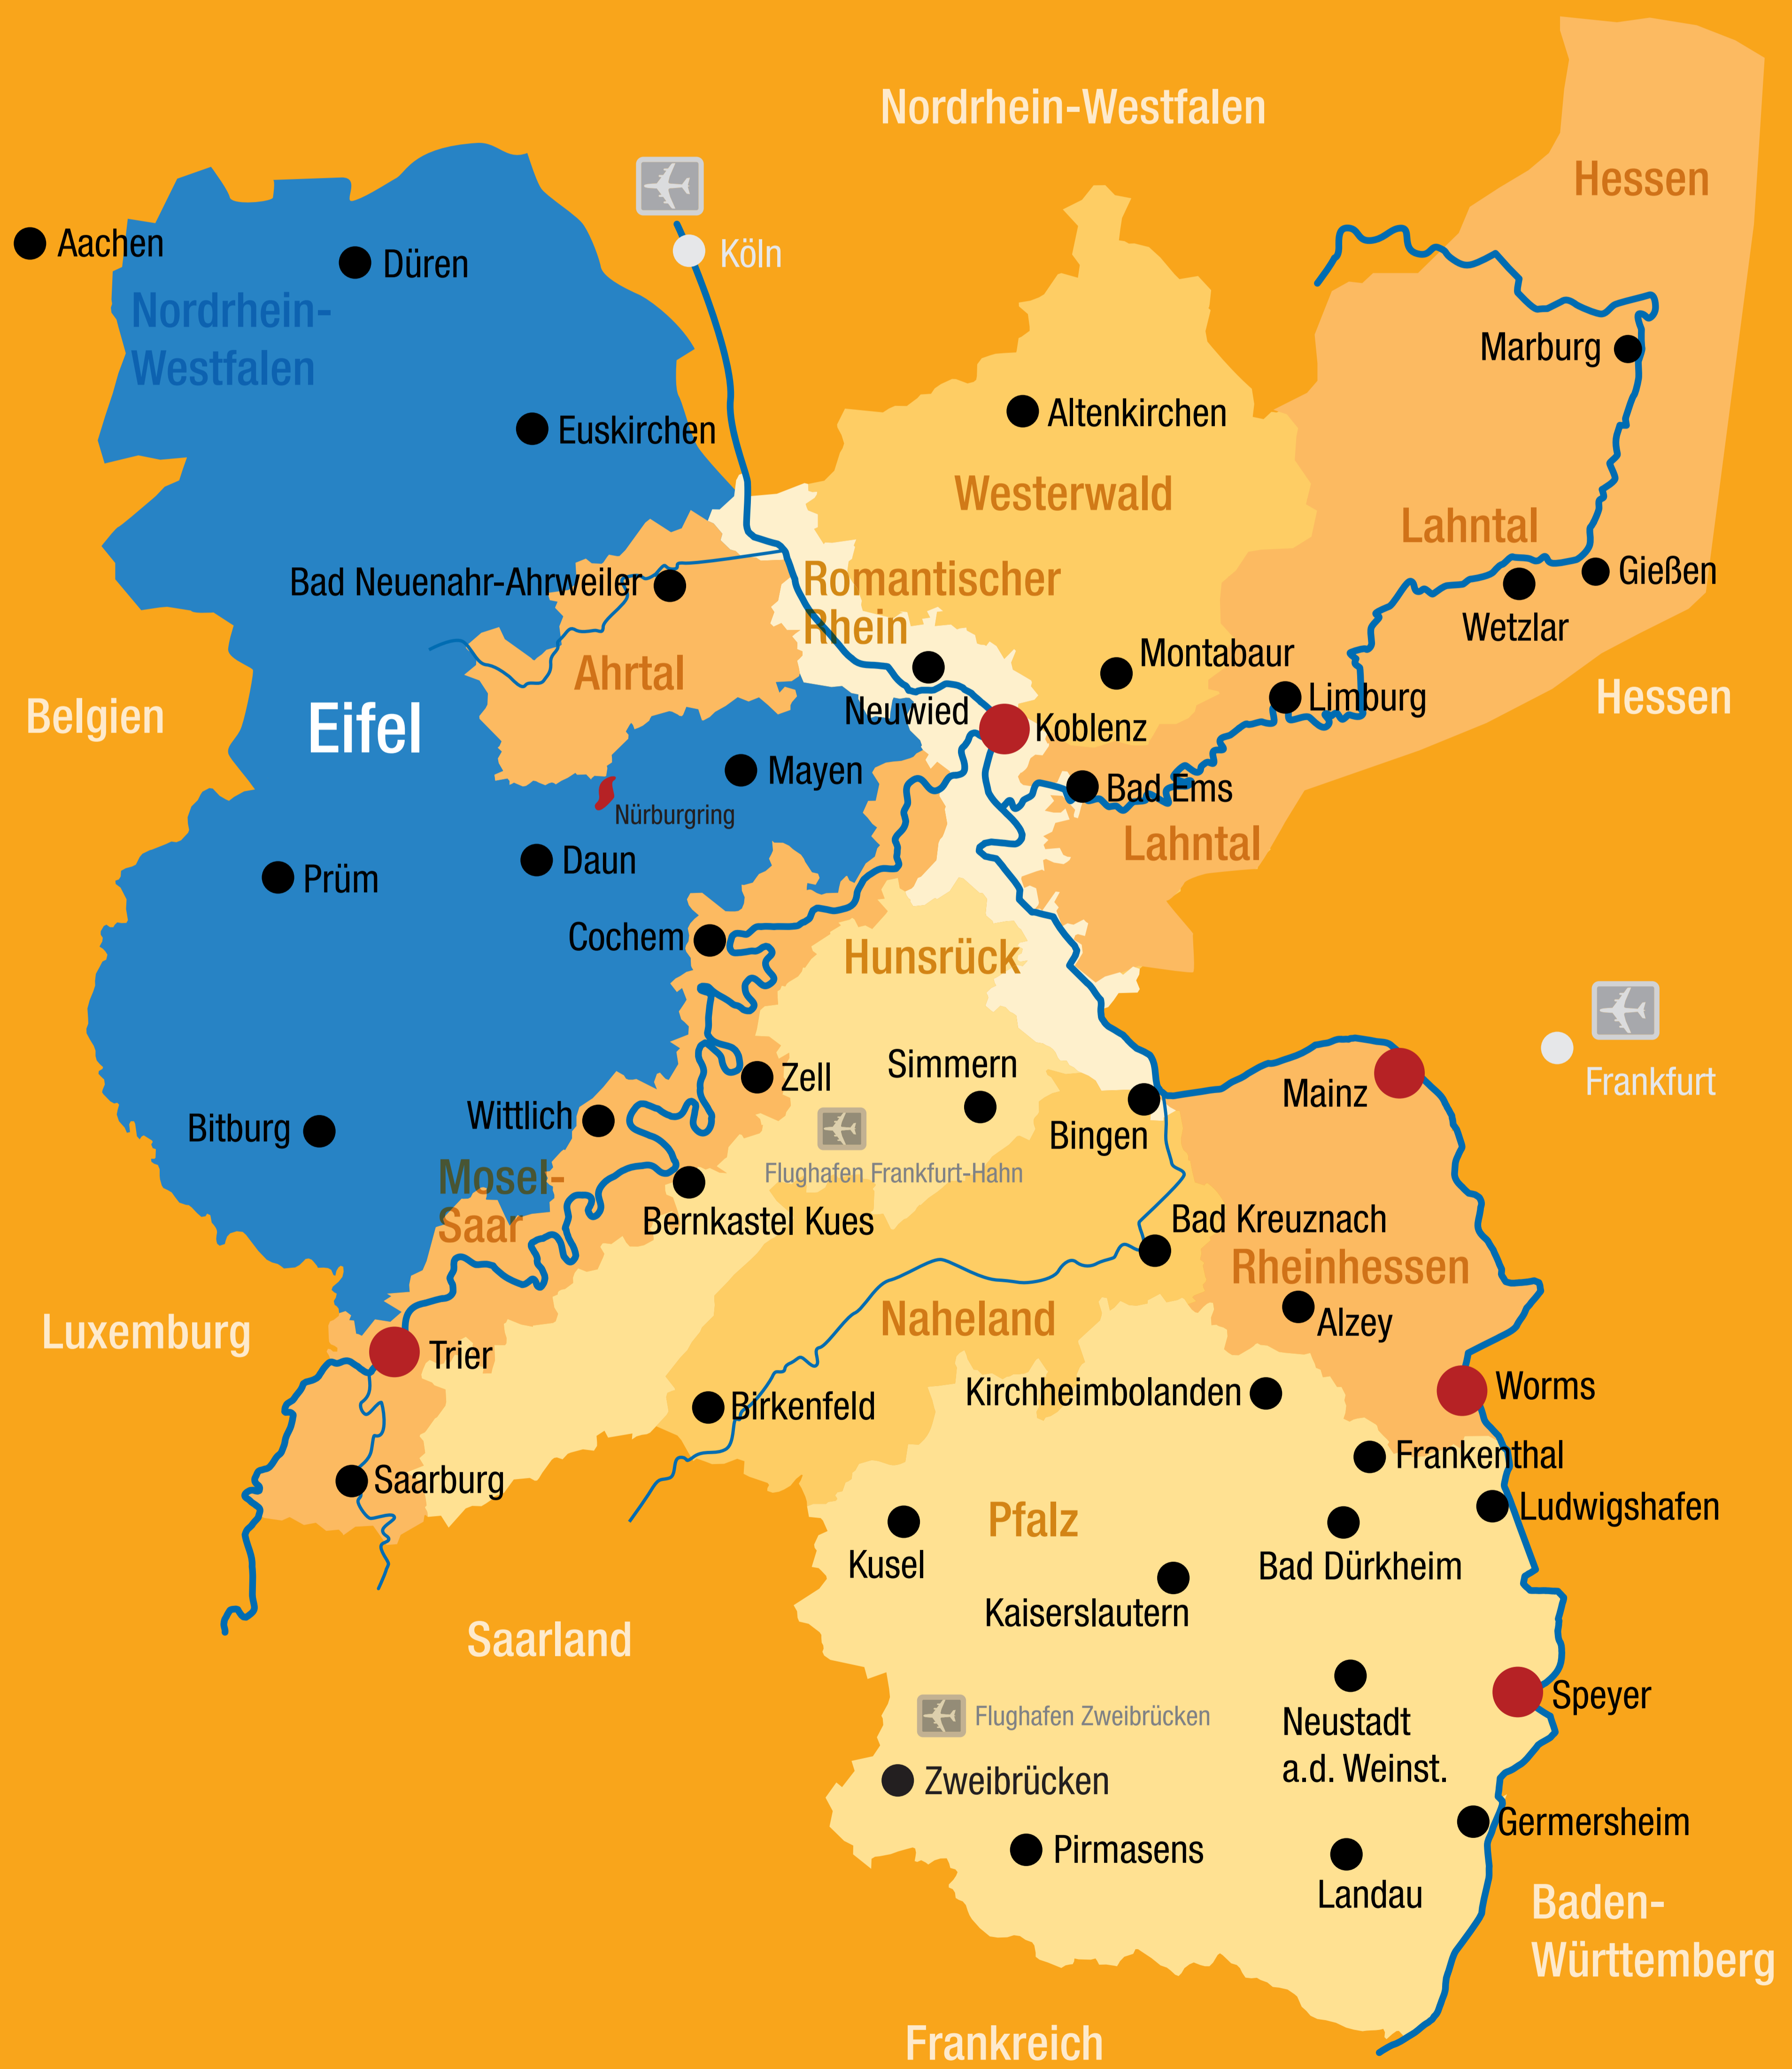 Nordrhein-Westfalen
Hessen
Aachen
Düren
Köln
Nordrhein-
Westfalen
Marburg
Altenkirchen
Euskirchen
Westerwald
Lahntal
Bad Neuenahr-Ahrweiler
Romantischer
Rhein
Gießen
Wetzlar
Ahrtal
Montabaur
Limburg
Hessen
Belgien
Eifel
Neuwied
Koblenz
Mayen
Bad Ems
Nürburgring
Lahntal
Prüm
Daun
Cochem
Hunsrück
Simmern
Zell
Mainz
Frankfurt
Wittlich
Bitburg
Bingen
Flughafen Frankfurt-Hahn
Mosel-
Saar
Bernkastel Kues
Bad Kreuznach
Rheinhessen
Naheland
Alzey
Luxemburg
Trier
Kirchheimbolanden
Worms
Birkenfeld
Frankenthal
Saarburg
Ludwigshafen
Pfalz
Kusel
Bad Dürkheim
Kaiserslautern
Saarland
Speyer
Flughafen Zweibrücken
Neustadt
a.d. Weinst.
Zweibrücken
Germersheim
Pirmasens
Landau
Baden-
Württemberg
Frankreich